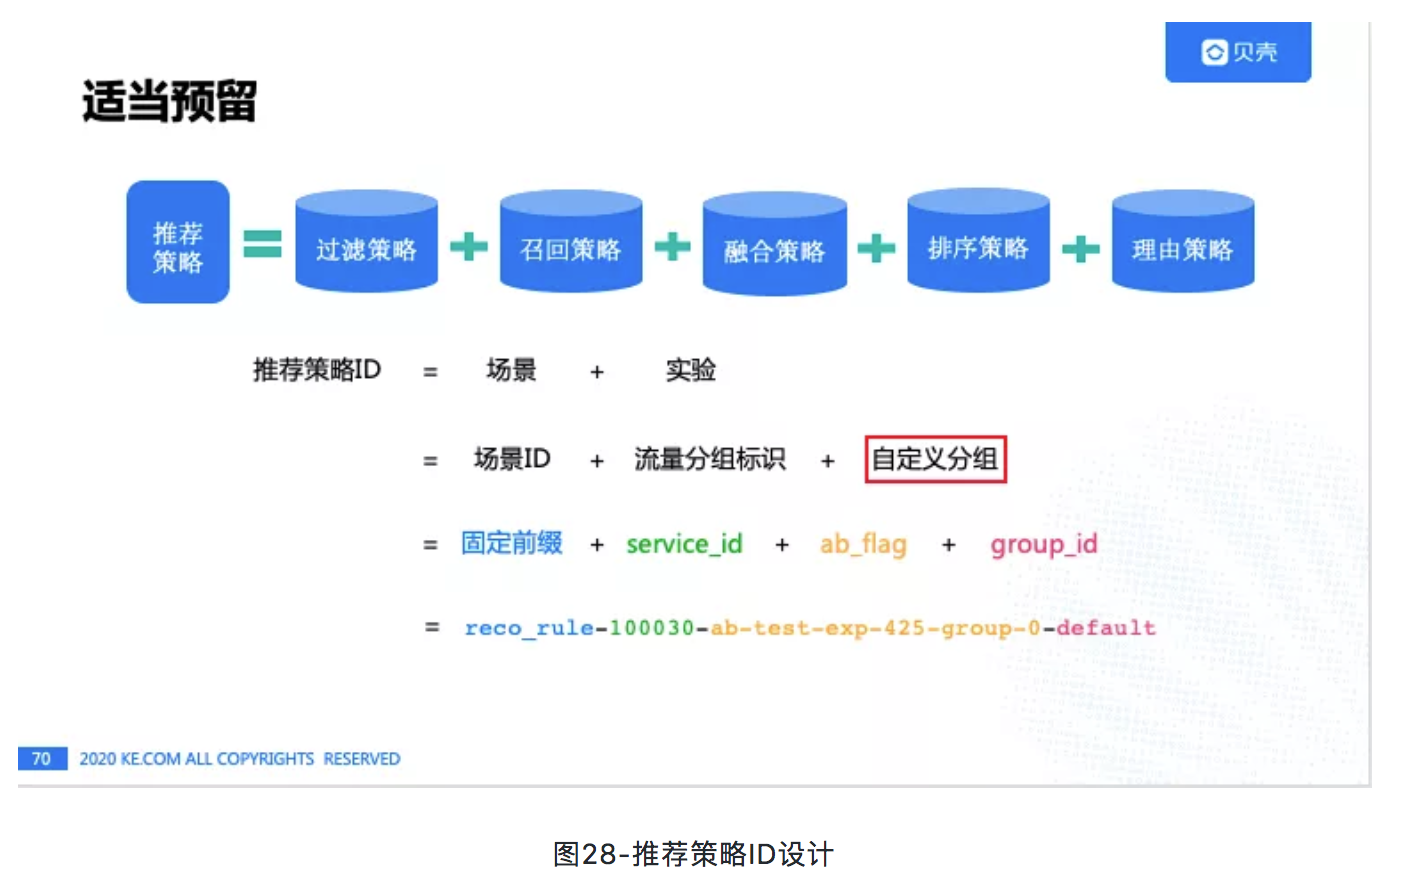 贝壳
适当预留
推荐
策略
过滤策略
召回策略
融合策略
排序策略
理由策略
推荐策略ID = 场景 + 实验
= 场景ID + 流量分组标识 + 自定义分组
= 固定前缀 + service_id + ab_flag + group_id
= reco_rule-100030-ab-test-exp-425-group-0-default
70 2020 KE.COM ALL COPYRIGHTS RESERVED
图28-推荐策略ID设计